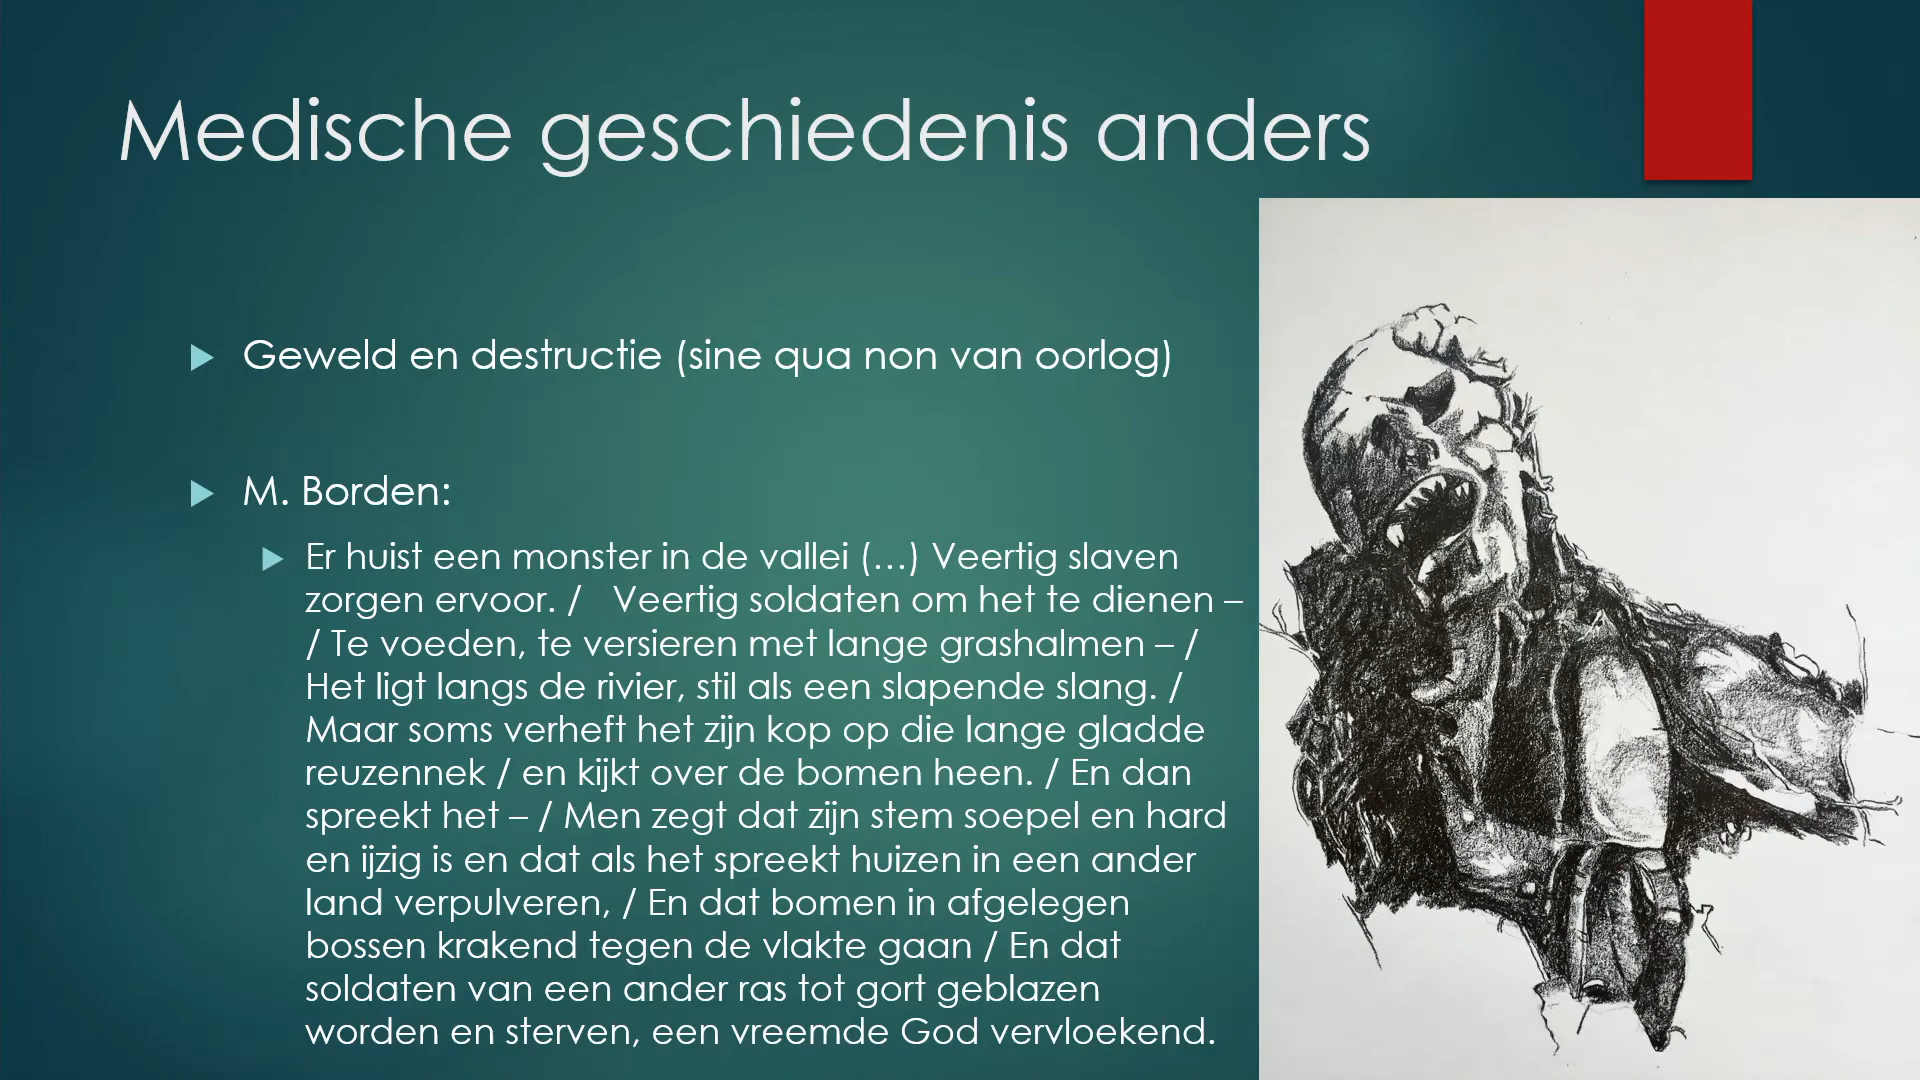 Medische geschiedenis anders
Geweld en destructie (sine qua non van oorlog)
M. Borden:
Er huist een monster in de vallei (…) Veertig slaven
zorgen ervoor. /   Veertig soldaten om het te dienen –
/ Te voeden, te versieren met lange grashalmen – /
Het ligt langs de rivier, stil als een slapende slang. /
Maar soms verheft het zijn kop op die lange gladde
reuzennek / en kijkt over de bomen heen. / En dan
spreekt het – / Men zegt dat zijn stem soepel en hard
en ijzig is en dat als het spreekt huizen in een ander
land verpulveren, / En dat bomen in afgelegen
bossen krakend tegen de vlakte gaan / En dat
soldaten van een ander ras tot gort geblazen
worden en sterven, een vreemde God vervloekend.